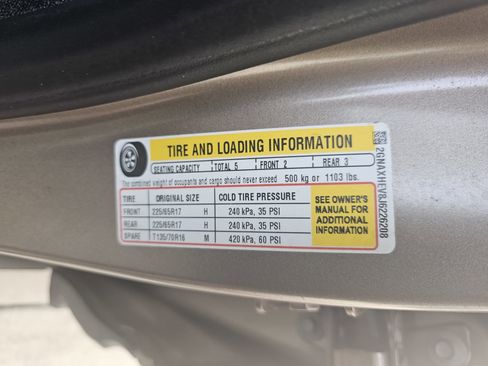 TIRE AND LOADING INFORMATION
SEATING CAPACITY TOTAL 5 FRONT 2 REAR 3
The combined weight of occupants and cargo should never exceed 500 kg or 1103 lbs.
TIRE ORIGINAL SIZE COLD TIRE PRESSURE
FRONT 225/65R17 H 240 kPa, 35 PSI
REAR 225/65R17 H 240 kPa, 35 PSI
SPARE T135/70R16 M 420 kPa, 60 PSI
SEE OWNER'S
MANUAL FOR
ADDITIONAL
INFORMATION
2GNAXHEV8J6226208